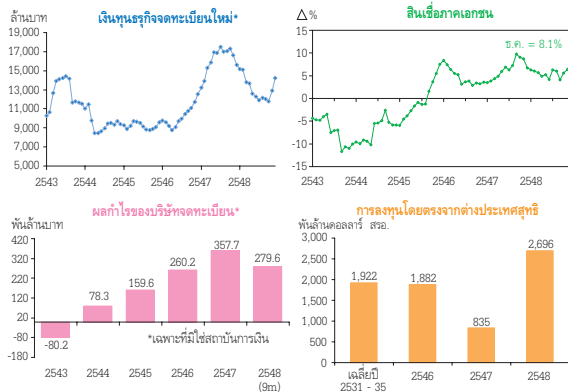 ล้านบาท
เงินทุนธุรกิจจดทะเบียนใหม่*
19,000
17,000
15,000
13,000
11,000
9,000
7,000
5,000
2543 2544 2545 2546 2547 2548
△%
สินเชื่อภาคเอกชน
ธ.ค. = 8.1%
15
10
5
0
-5
-10
-15
2543 2544 2545 2546 2547 2548
ผลกำไรของบริษัทจดทะเบียน*
พันล้านบาท
420
320
220
120
20
-80
-180
-80.2
78.3
159.6
260.2
357.7
279.6
*เฉพาะที่มิใช่สถาบันการเงิน
2543 2544 2545 2546 2547 2548
(9m)
การลงทุนโดยตรงจากต่างประเทศสุทธิ
พันล้านดอลลาร์ สรอ.
3,000
2,500
2,000
1,500
1,000
500
0
1,922
1,882
835
2,696
เฉลี่ยปี 2546 2547 2548
2531 - 35